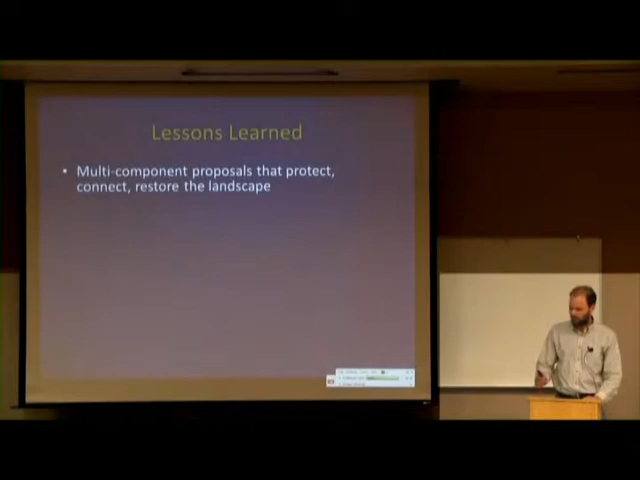 Lessons Learned
• Multi-component proposals that protect,
connect, restore the landscape